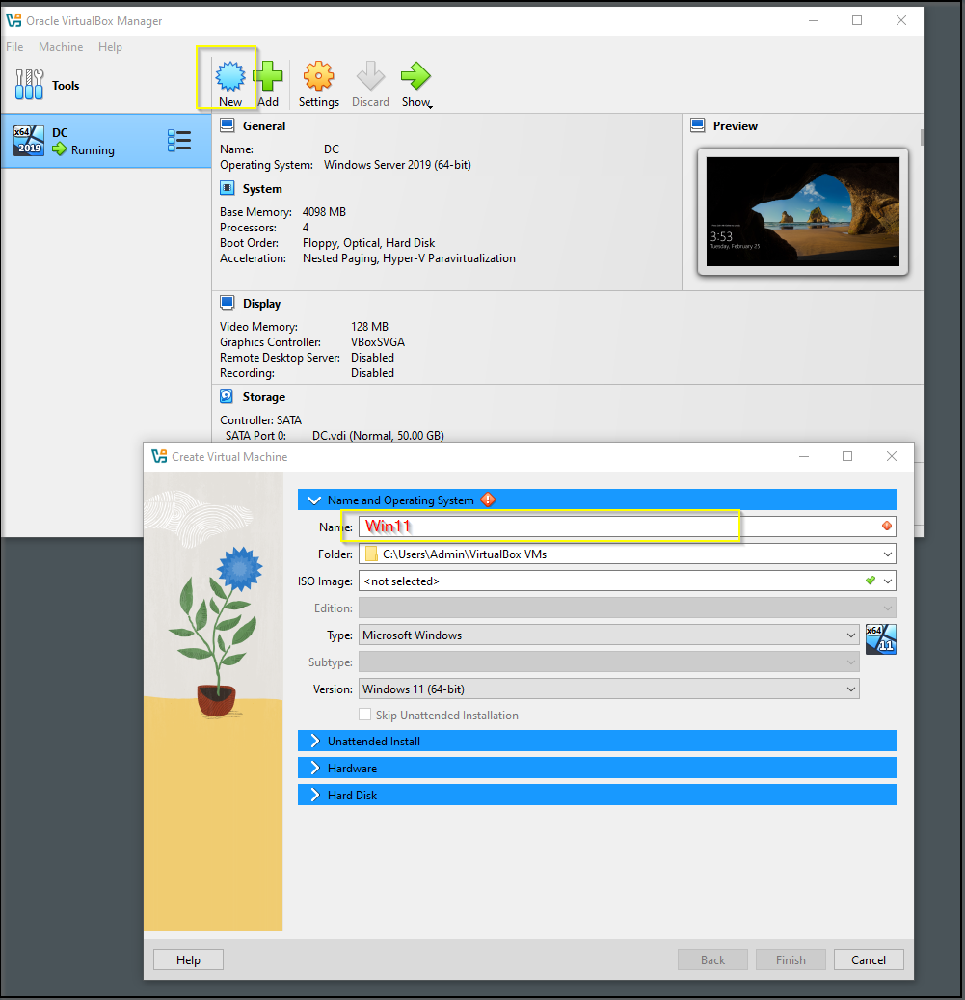 Oracle VirtualBox Manager
File Machine Help
Tools
New Add Settings Discard Show
x64 2019
DC
Running
General
Name: DC
Operating System: Windows Server 2019 (64-bit)
System
Base Memory: 4098 MB
Processors: 4
Boot Order: Floppy, Optical, Hard Disk
Acceleration: Nested Paging, Hyper-V Paravirtualization
Preview
3:53
Tuesday, February 25
Display
Video Memory: 128 MB
Graphics Controller: VBoxSVGA
Remote Desktop Server: Disabled
Recording: Disabled
Storage
Controller: SATA
SATA Port 0: DC.vdi (Normal, 50.00 GB)
Create Virtual Machine
Name and Operating System
Name: Win11
Folder: C:\Users\Admin\VirtualBox VMs
ISO Image: <not selected>
Edition:
Type: Microsoft Windows
x64 11
Subtype:
Version: Windows 11 (64-bit)
Skip Unattended Installation
Unattended Install
Hardware
Hard Disk
Help Back Finish Cancel